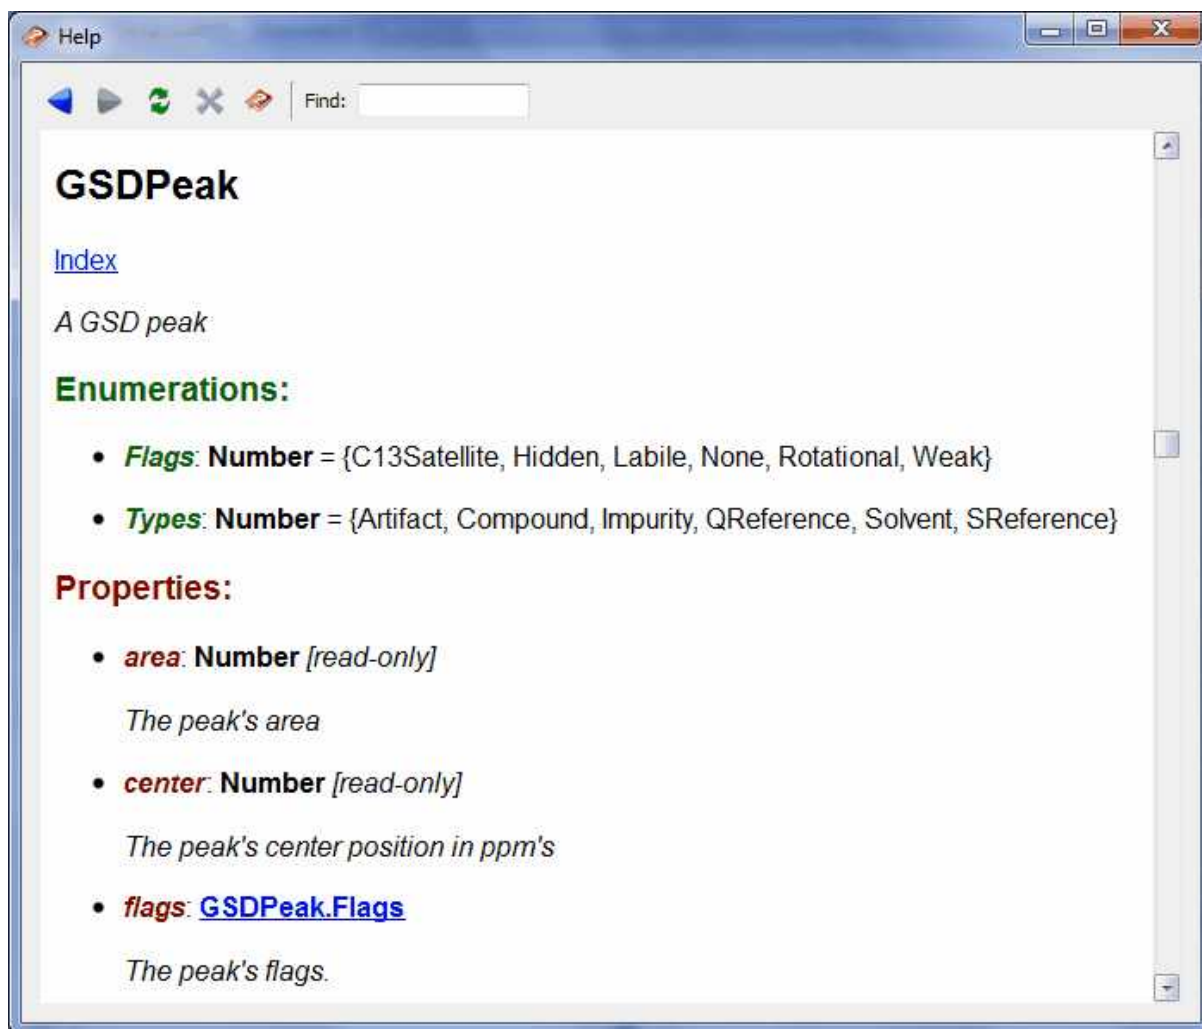 Help
Find:
GSDPeak
Index
A GSD peak
Enumerations:
Flags: Number = {C13Satellite, Hidden, Labile, None, Rotational, Weak}
Types: Number = {Artifact, Compound, Impurity, QReference, Solvent, SReference}
Properties:
area: Number [read-only]
The peak's area
center: Number [read-only]
The peak's center position in ppm's
flags: GSDPeak.Flags
The peak's flags.